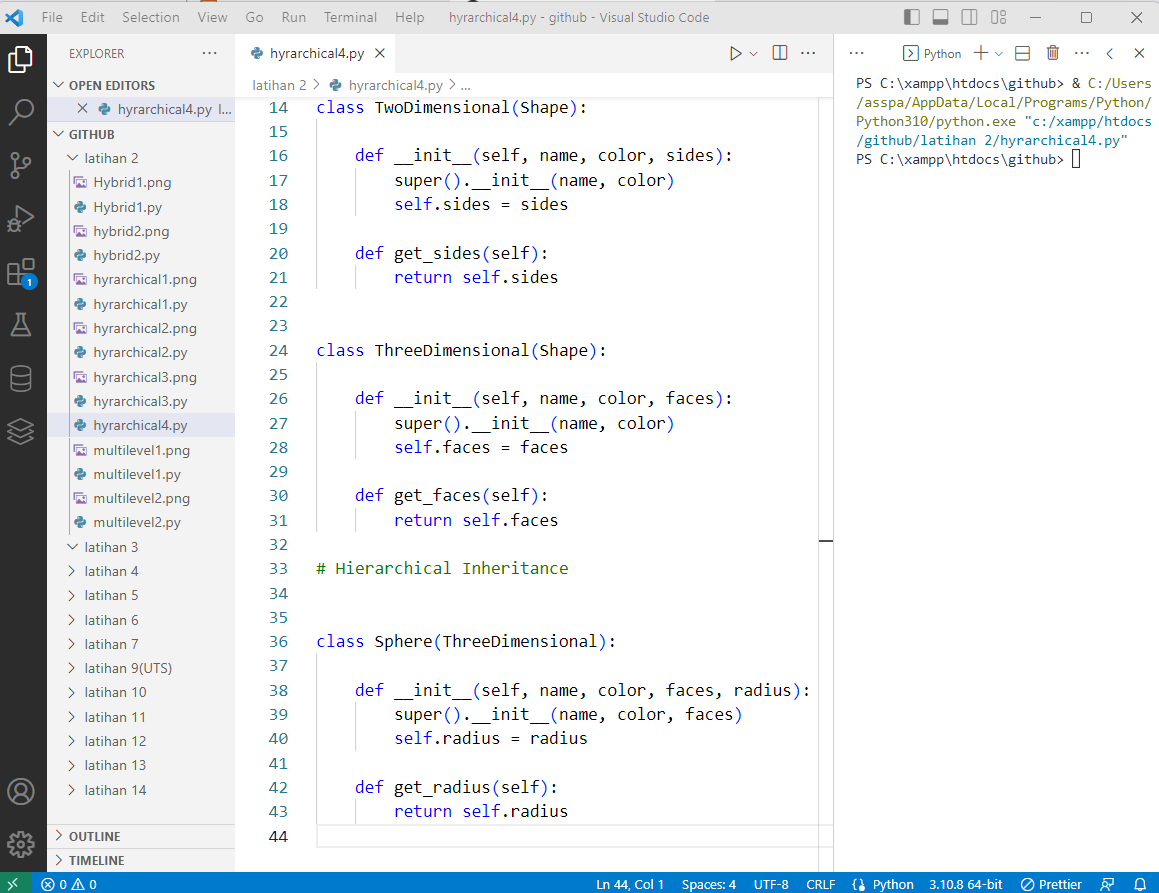 File Edit Selection View Go Run Terminal Help hyrarchical4.py - github - Visual Studio Code
EXPLORER ...
OPEN EDITORS
hyrarchical4.py l...
GITHUB
latihan 2
Hybrid1.png
Hybrid1.py
hybrid2.png
hybrid2.py
hyrarchical1.png
hyrarchical1.py
hyrarchical2.png
hyrarchical2.py
hyrarchical3.png
hyrarchical3.py
hyrarchical4.py
multilevel1.png
multilevel1.py
multilevel2.png
multilevel2.py
latihan 3
latihan 4
latihan 5
latihan 6
latihan 7
latihan 9(UTS)
latihan 10
latihan 11
latihan 12
latihan 13
latihan 14
OUTLINE
TIMELINE
1
hyrarchical4.py
latihan 2 > hyrarchical4.py > ...
14 class TwoDimensional(Shape):
15
16     def __init__(self, name, color, sides):
17         super().__init__(name, color)
18         self.sides = sides
19
20     def get_sides(self):
21         return self.sides
22
23
24 class ThreeDimensional(Shape):
25
26     def __init__(self, name, color, faces):
27         super().__init__(name, color)
28         self.faces = faces
29
30     def get_faces(self):
31         return self.faces
32
33 # Hierarchical Inheritance
34
35
36 class Sphere(ThreeDimensional):
37
38     def __init__(self, name, color, faces, radius):
39         super().__init__(name, color, faces)
40         self.radius = radius
41
42     def get_radius(self):
43         return self.radius
44
Python
PS C:\xampp\htdocs\github> & C:/Users
/asspa/AppData/Local/Programs/Python/
Python310/python.exe "c:/xampp/htdocs
/github/latihan 2/hyrarchical4.py"
PS C:\xampp\htdocs\github>
0 0 Ln 44, Col 1 Spaces: 4 UTF-8 CRLF Python 3.10.8 64-bit Prettier